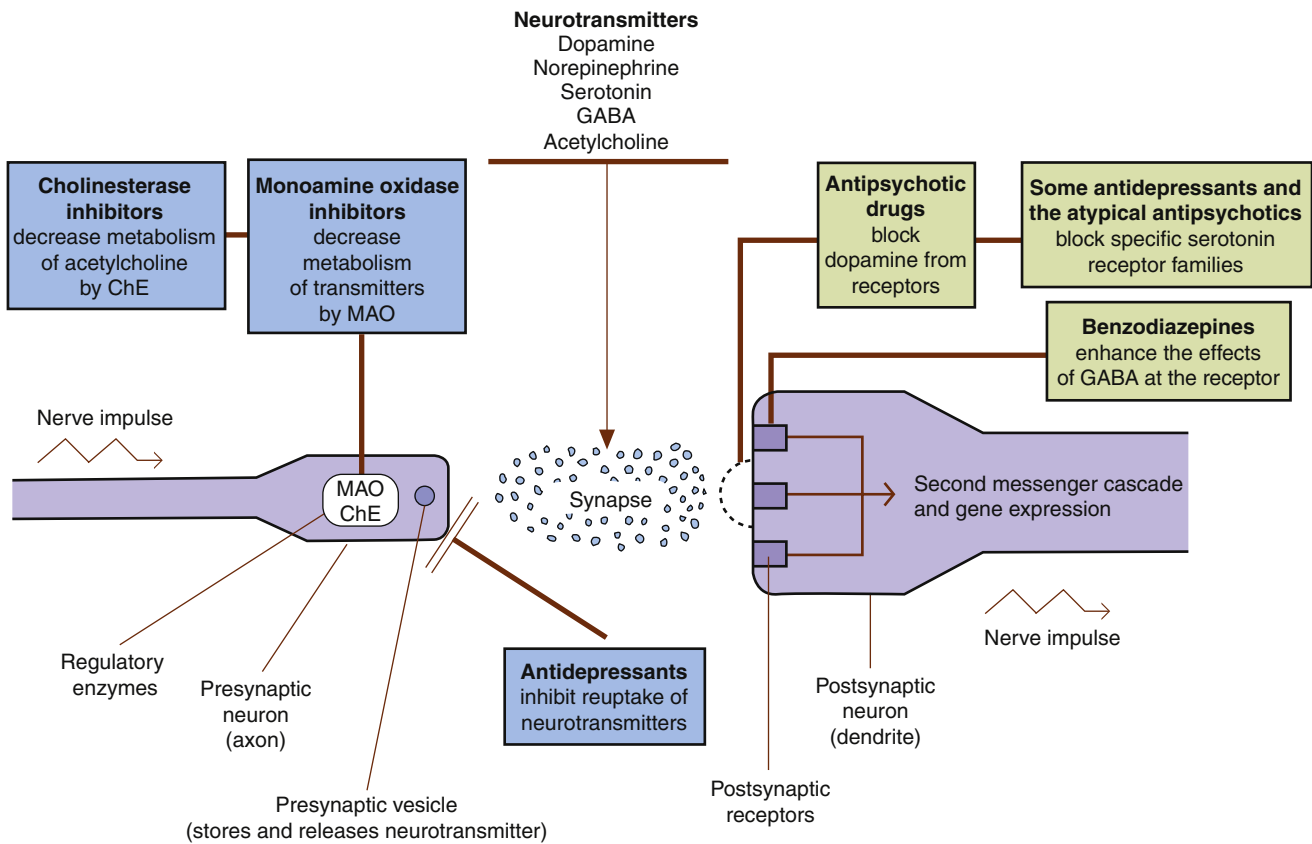 Neurotransmitters
Dopamine
Norepinephrine
Serotonin
GABA
Acetylcholine
Cholinesterase
inhibitors
decrease metabolism
of acetylcholine
by ChE
Monoamine oxidase
inhibitors
decrease
metabolism
of transmitters
by MAO
Antipsychotic
drugs
block
dopamine from
receptors
Some antidepressants and
the atypical antipsychotics
block specific serotonin
receptor families
Benzodiazepines
enhance the effects
of GABA at the receptor
Nerve impulse
MAO
ChE
Synapse
Second messenger cascade
and gene expression
Nerve impulse
Regulatory
enzymes
Presynaptic
neuron
(axon)
Antidepressants
inhibit reuptake of
neurotransmitters
Postsynaptic
neuron
(dendrite)
Presynaptic vesicle
(stores and releases neurotransmitter)
Postsynaptic
receptors